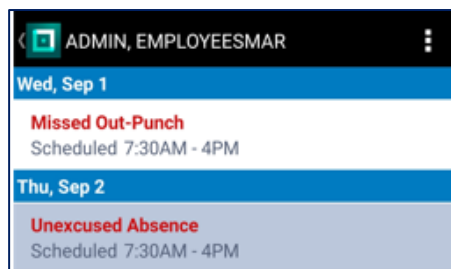 ADMIN, EMPLOYEESMAR
Wed, Sep 1
Missed Out-Punch
Scheduled 7:30AM - 4PM
Thu, Sep 2
Unexcused Absence
Scheduled 7:30AM - 4PM